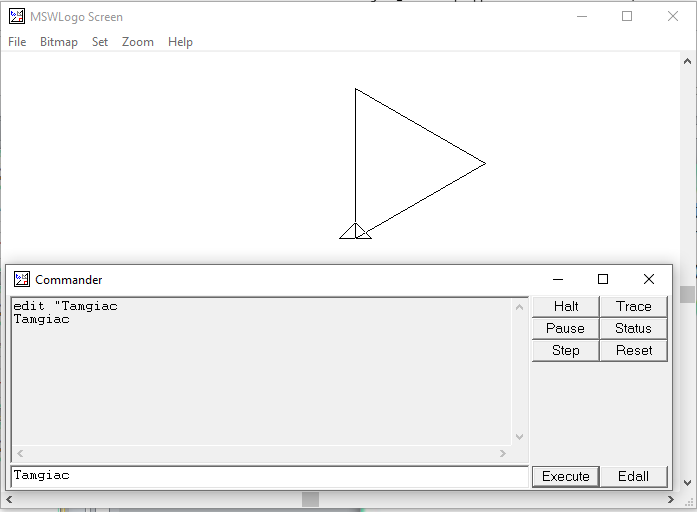 MSWLogo Screen
File Bitmap Set Zoom Help
Commander
edit "Tamgiac
Tamgiac
Halt Trace
Pause Status
Step Reset
Tamgiac
Execute Edall